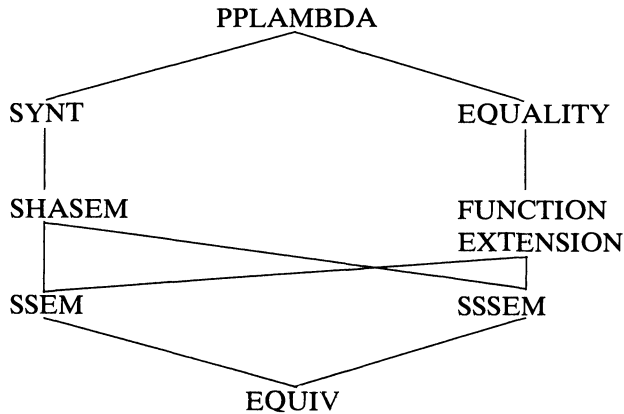 PPLAMBDA
SYNT
EQUALITY
SHASEM
FUNCTION
EXTENSION
SSEM
SSSEM
EQUIV